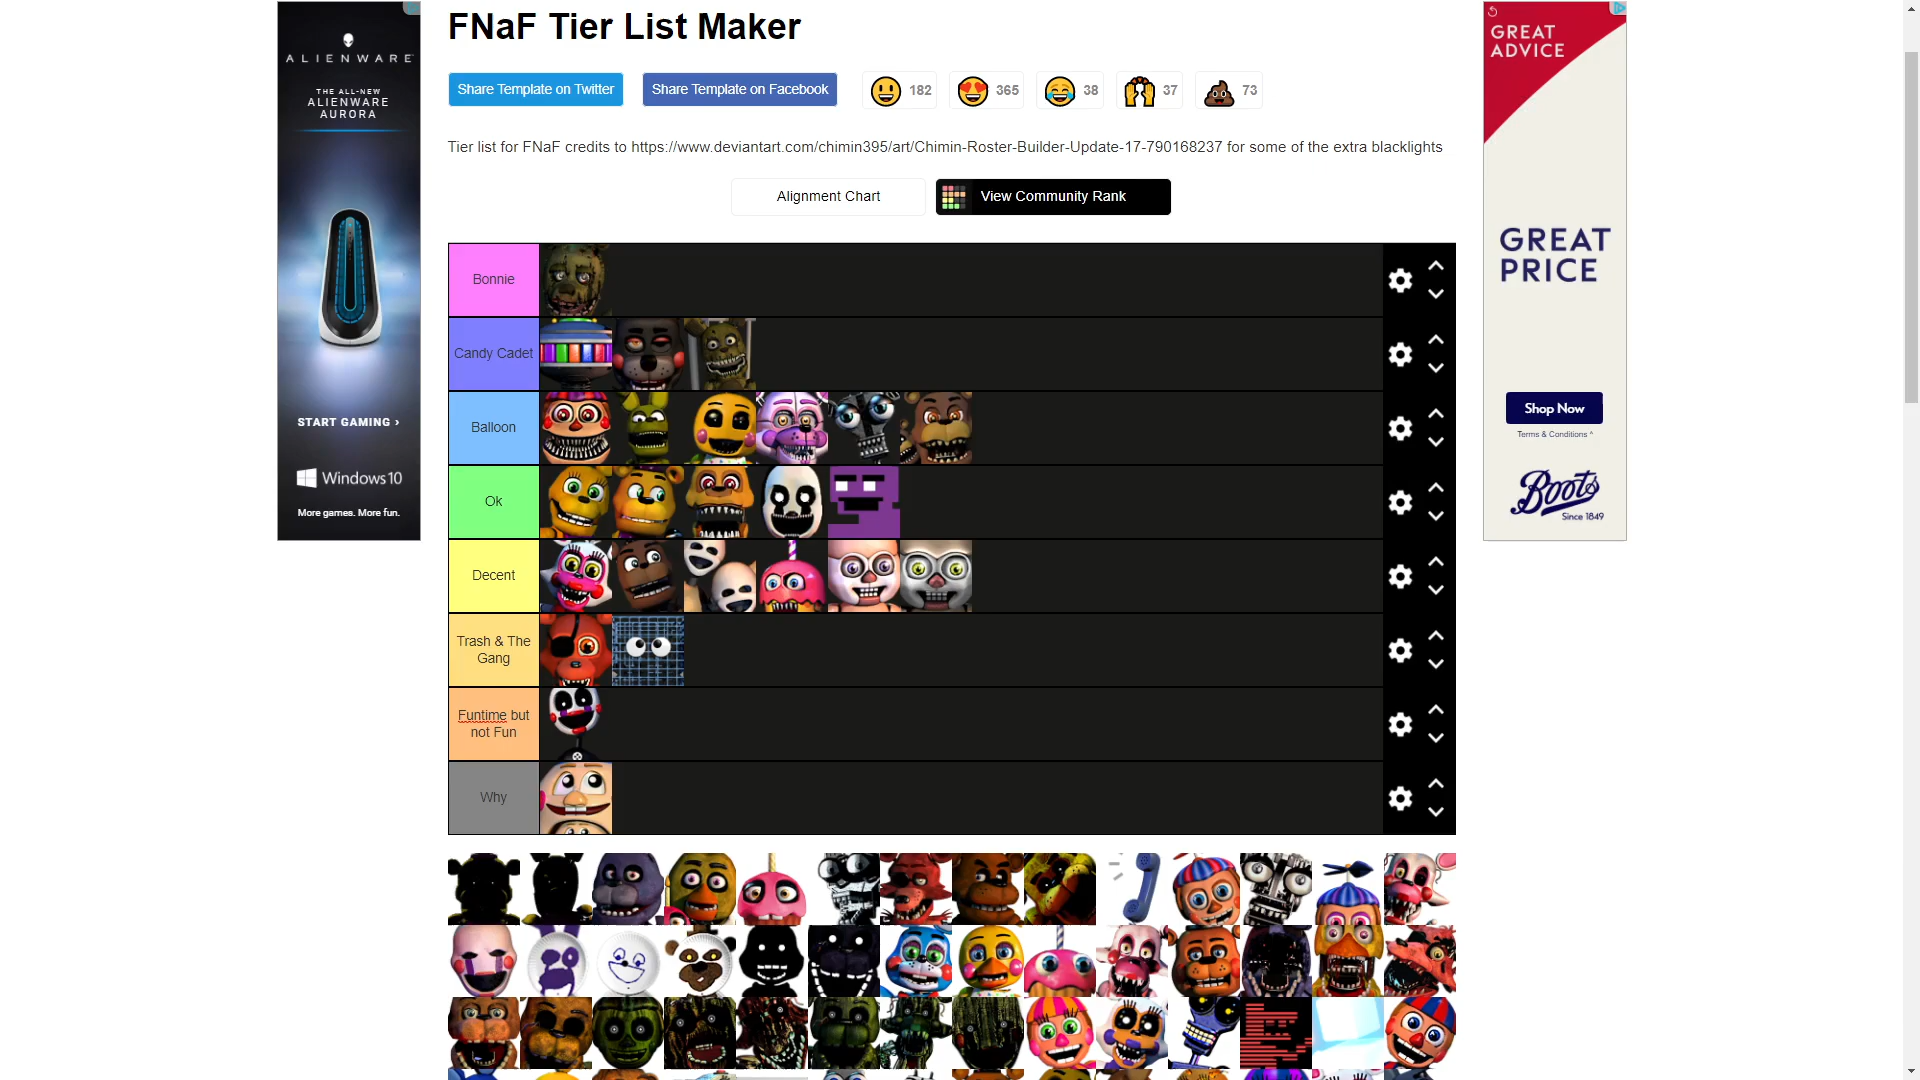 FNaF Tier List Maker
Share Template on Twitter
Share Template on Facebook
182
365
38
37
73
Tier list for FNaF credits to https://www.deviantart.com/chimin395/art/Chimin-Roster-Builder-Update-17-790168237 for some of the extra blacklights
Alignment Chart
View Community Rank
Bonnie
Candy Cadet
Balloon
Ok
Decent
Trash & The
Gang
Funtime but
not Fun
Why
ALIENWARE
THE ALL-NEW
ALIENWARE
AURORA
START GAMING ›
Windows 10
More games. More fun.
GREAT
ADVICE
GREAT
PRICE
Shop Now
Terms & Conditions ^
Boots
Since 1849